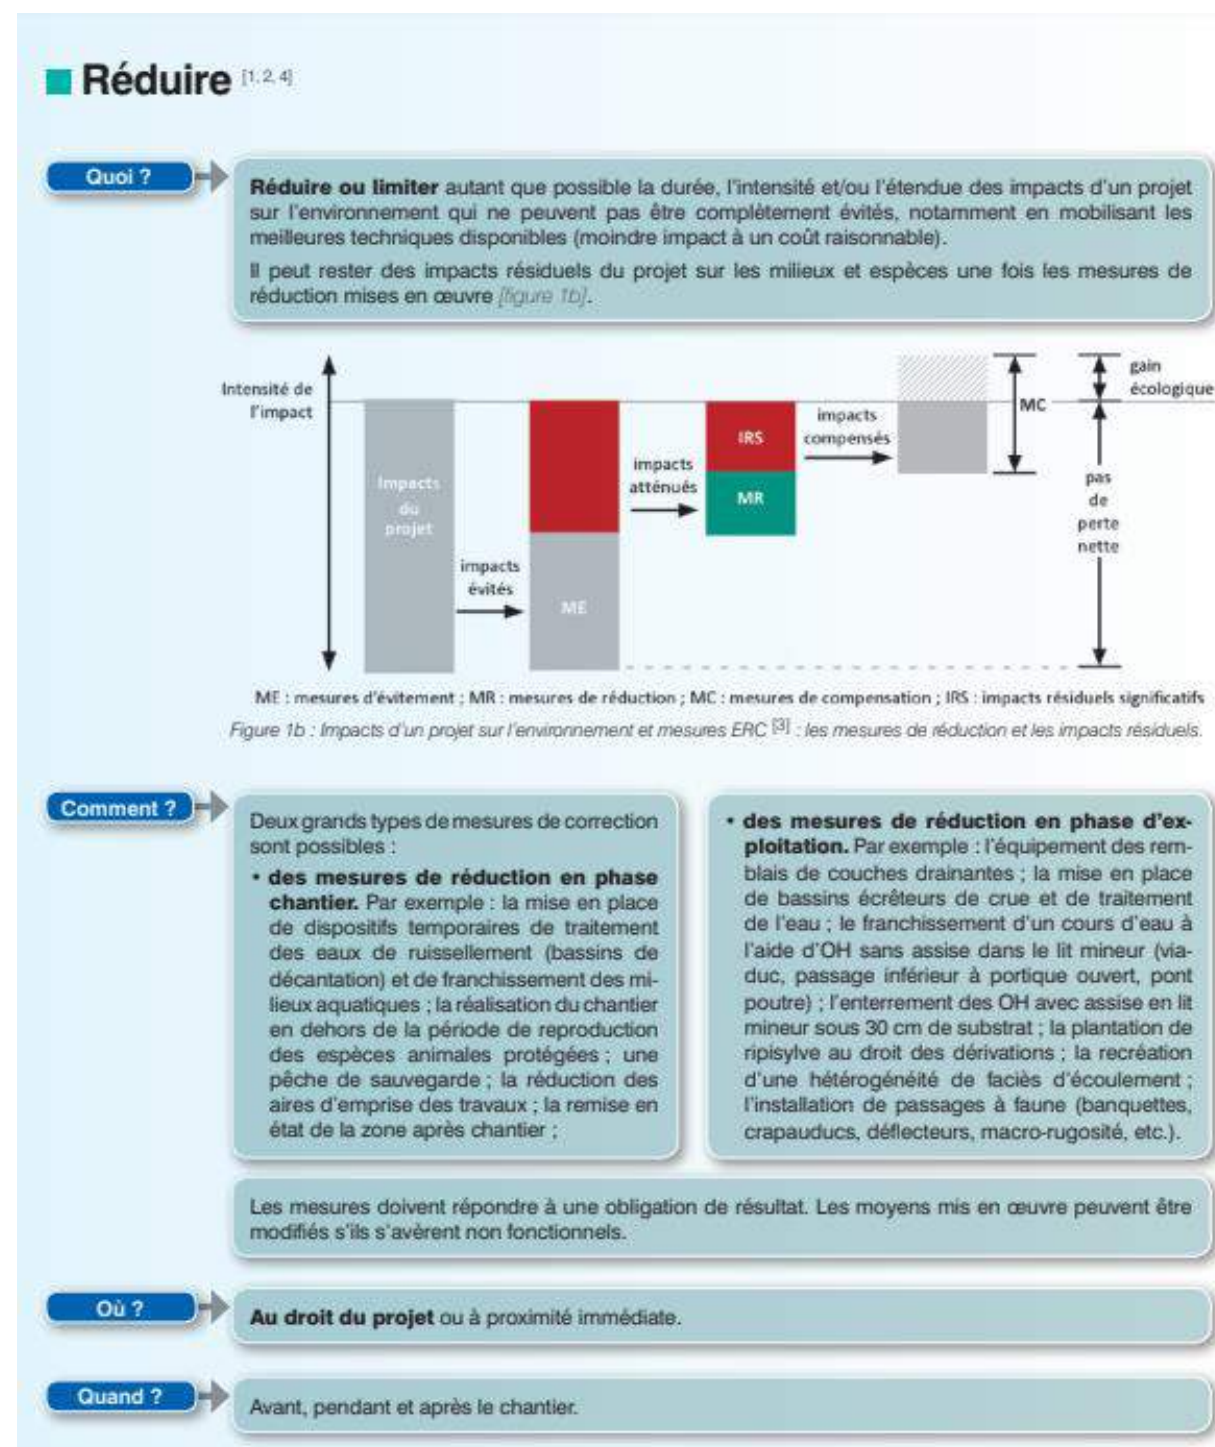 Réduire [1, 2, 4]
Quoi ?
Réduire ou limiter autant que possible la durée, l'intensité et/ou l'étendue des impacts d'un projet
sur l'environnement qui ne peuvent pas être complètement évités, notamment en mobilisant les
meilleures techniques disponibles (moindre impact à un coût raisonnable).
Il peut rester des impacts résiduels du projet sur les milieux et espèces une fois les mesures de
réduction mises en œuvre [figure 1b].
Intensité de
l'impact
Impacts
du
projet
impacts
évités
ME
impacts
atténués
IRS
MR
impacts
compensés
MC
gain
écologique
pas
de
perte
nette
ME : mesures d'évitement ; MR : mesures de réduction ; MC : mesures de compensation ; IRS : impacts résiduels significatifs
Figure 1b : Impacts d'un projet sur l'environnement et mesures ERC [3] : les mesures de réduction et les impacts résiduels.
Comment ?
Deux grands types de mesures de correction
sont possibles :
• des mesures de réduction en phase
chantier. Par exemple : la mise en place
de dispositifs temporaires de traitement
des eaux de ruissellement (bassins de
décantation) et de franchissement des mi-
lieux aquatiques ; la réalisation du chantier
en dehors de la période de reproduction
des espèces animales protégées ; une
pêche de sauvegarde ; la réduction des
aires d'emprise des travaux ; la remise en
état de la zone après chantier ;
• des mesures de réduction en phase d'ex-
ploitation. Par exemple : l'équipement des rem-
blais de couches drainantes ; la mise en place
de bassins écrêteurs de crue et de traitement
de l'eau ; le franchissement d'un cours d'eau à
l'aide d'OH sans assise dans le lit mineur (via-
duc, passage inférieur à portique ouvert, pont
poutre) ; l'enterrement des OH avec assise en lit
mineur sous 30 cm de substrat ; la plantation de
ripisylve au droit des dérivations ; la recréation
d'une hétérogénéité de faciès d'écoulement ;
l'installation de passages à faune (banquettes,
crapauducs, déflecteurs, macro-rugosité, etc.).
Les mesures doivent répondre à une obligation de résultat. Les moyens mis en œuvre peuvent être
modifiés s'ils s'avèrent non fonctionnels.
Où ?
Au droit du projet ou à proximité immédiate.
Quand ?
Avant, pendant et après le chantier.